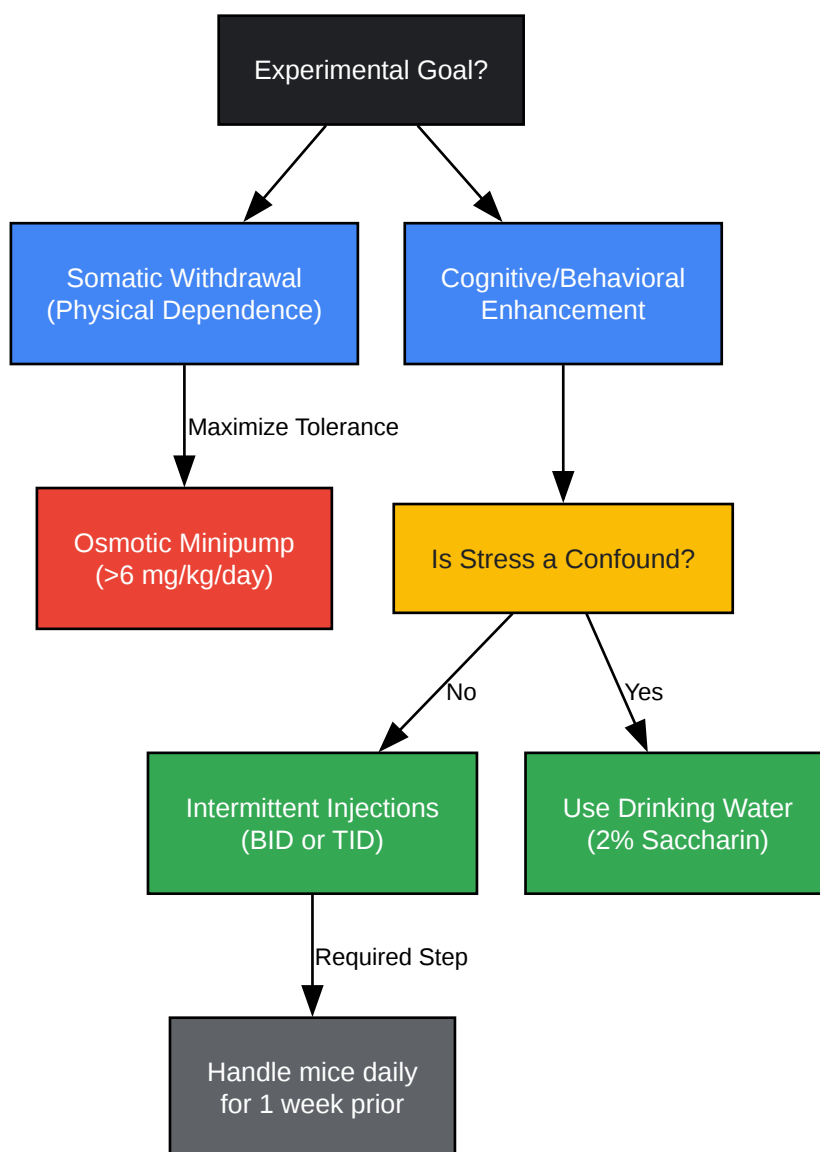 Experimental Goal?
Somatic Withdrawal
(Physical Dependence)
Cognitive/Behavioral
Enhancement
Maximize Tolerance
Osmotic Minipump
(>6 mg/kg/day)
Is Stress a Confound?
No
Yes
Intermittent Injections
(BID or TID)
Use Drinking Water
(2% Saccharin)
Required Step
Handle mice daily
for 1 week prior